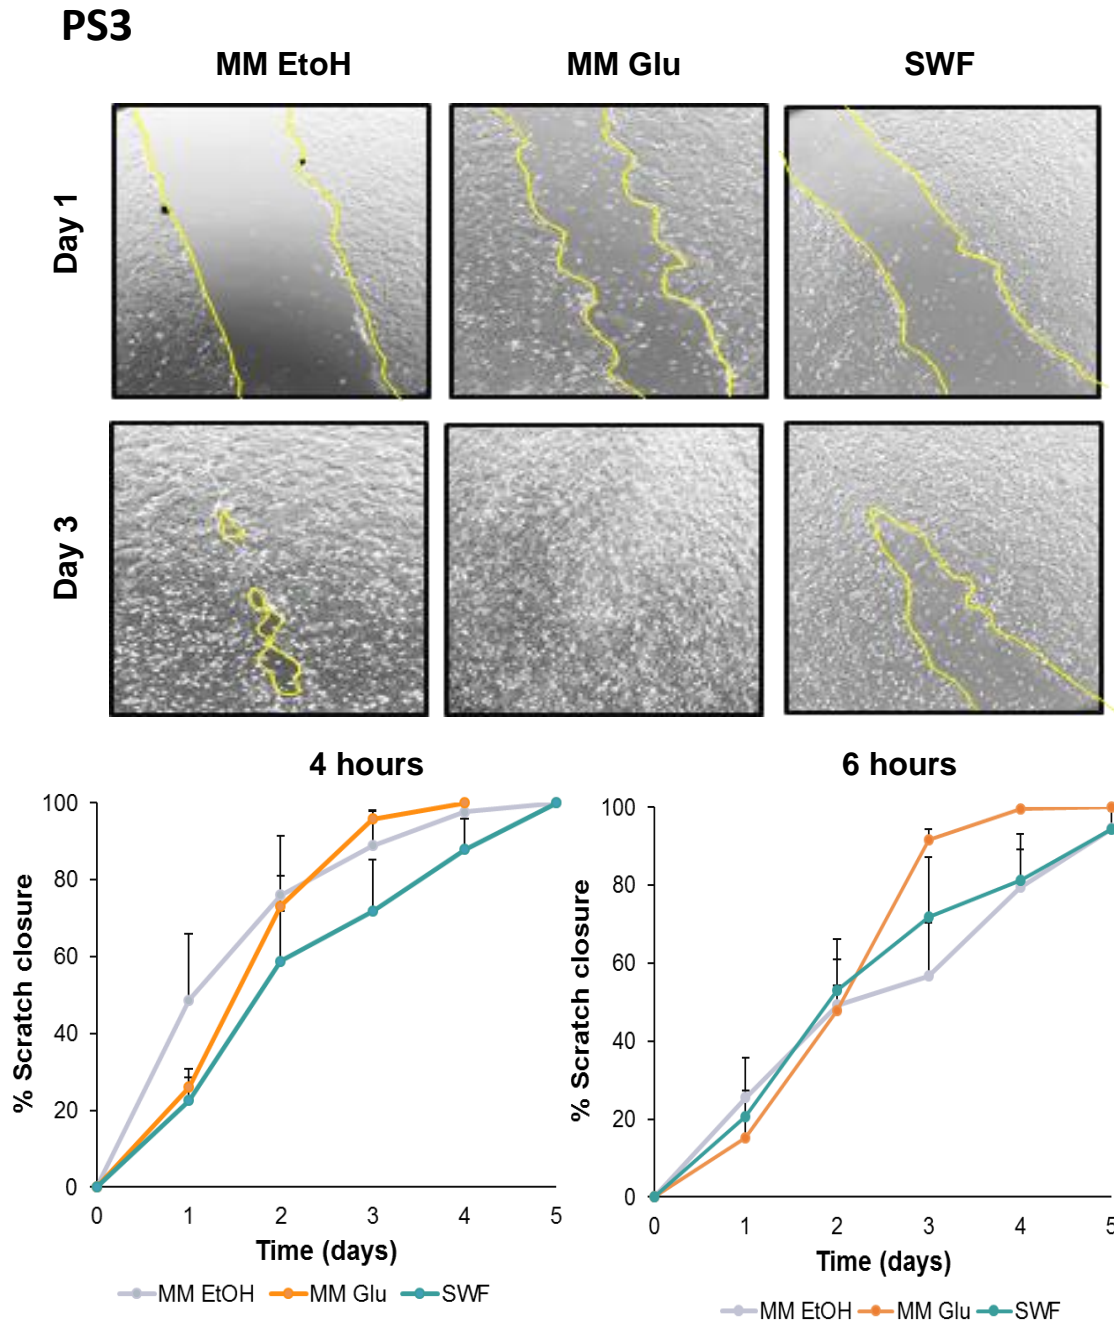 PS3
MM EtoH MM Glu SWF
Day 1
Day 3
4 hours
100
80
60
40
20
0
0 1 2 3 4 5
% Scratch closure
Time (days)
MM EtOH MM Glu SWF
6 hours
100
80
60
40
20
0
0 1 2 3 4 5
% Scratch closure
Time (days)
MM EtOH MM Glu SWF